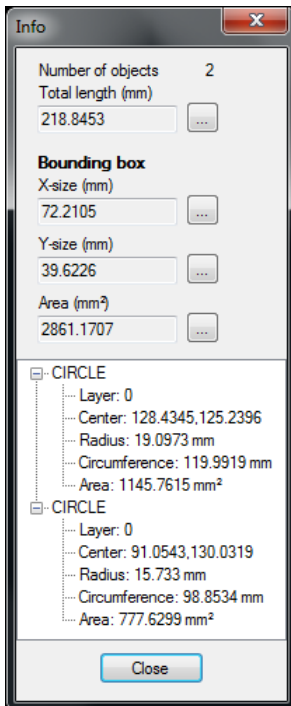 Info
Number of objects 2
Total length (mm)
218.8453
...
Bounding box
X-size (mm)
72.2105
...
Y-size (mm)
39.6226
...
Area (mm²)
2861.1707
...
CIRCLE
Layer: 0
Center: 128.4345,125.2396
Radius: 19.0973 mm
Circumference: 119.9919 mm
Area: 1145.7615 mm²
CIRCLE
Layer: 0
Center: 91.0543,130.0319
Radius: 15.733 mm
Circumference: 98.8534 mm
Area: 777.6299 mm²
Close